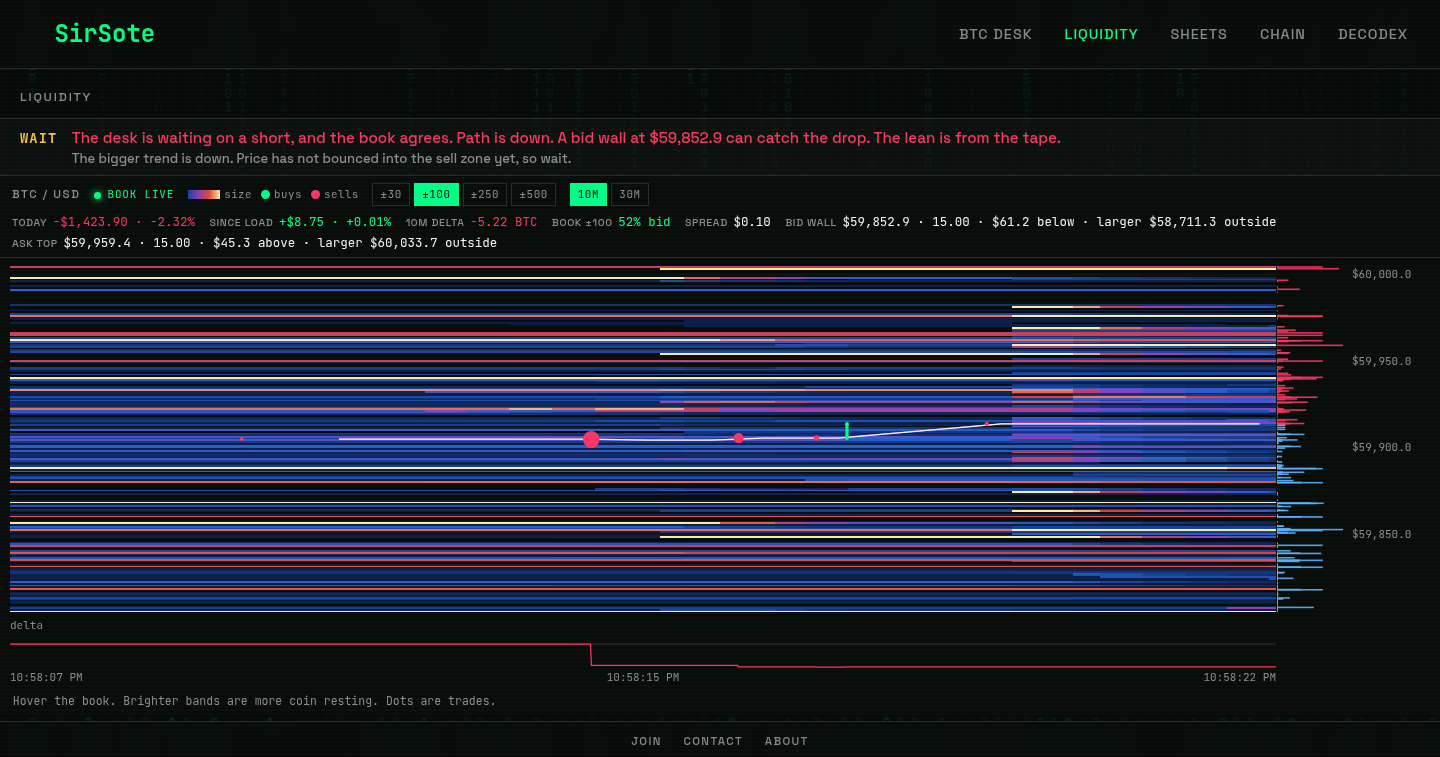 SirSote
BTC DESK LIQUIDITY SHEETS CHAIN DECODEX
LIQUIDITY
WAIT The desk is waiting on a short, and the book agrees. Path is down. A bid wall at $59,852.9 can catch the drop. The lean is from the tape.
The bigger trend is down. Price has not bounced into the sell zone yet, so wait.
BTC / USD BOOK LIVE size buys sells ±30 ±100 ±250 ±500 10M 30M
TODAY -$1,423.90 · -2.32% SINCE LOAD +$8.75 · +0.01% 10M DELTA -5.22 BTC BOOK ±100 52% bid SPREAD $0.10 BID WALL $59,852.9 · 15.00 · $61.2 below · larger $58,711.3 outside
ASK TOP $59,959.4 · 15.00 · $45.3 above · larger $60,033.7 outside
$60,000.0
$59,950.0
$59,900.0
$59,850.0
delta
10:58:07 PM 10:58:15 PM 10:58:22 PM
Hover the book. Brighter bands are more coin resting. Dots are trades.
JOIN CONTACT ABOUT